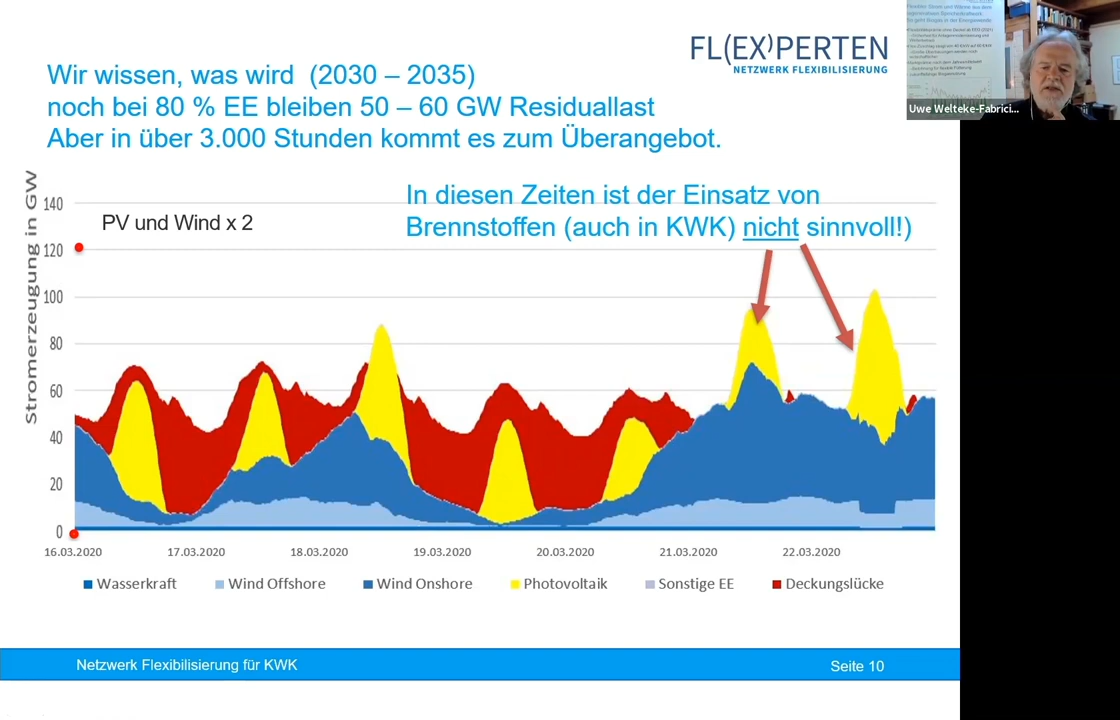 FL(EX)PERTEN
NETZWERK FLEXIBILISIERUNG
Uwe Welteke-Fabrici...
Wir wissen, was wird (2030 – 2035)
noch bei 80 % EE bleiben 50 – 60 GW Residuallast
Aber in über 3.000 Stunden kommt es zum Überangebot.
In diesen Zeiten ist der Einsatz von
Brennstoffen (auch in KWK) nicht sinnvoll!)
PV und Wind x 2
Stromerzeugung in GW
140
120
100
80
60
40
20
0
16.03.2020 17.03.2020 18.03.2020 19.03.2020 20.03.2020 21.03.2020 22.03.2020
Wasserkraft Wind Offshore Wind Onshore Photovoltaik Sonstige EE Deckungslücke
Netzwerk Flexibilisierung für KWK Seite 10